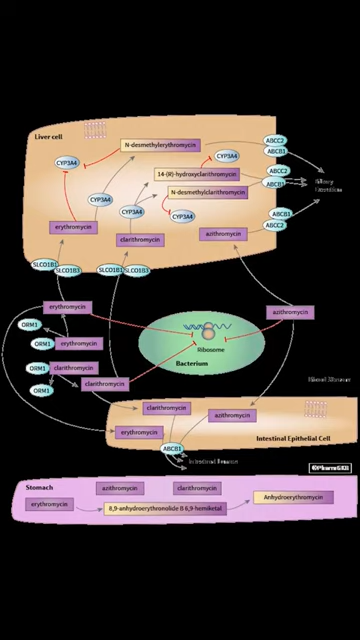 Liver cell
N-desmethylerythromycin
ABCC2
ABCB1
CYP3A4
CYP3A4
14-(R)-hydroxyclarithromycin
ABCC2
ABCB1
N-desmethylclarithromycin
CYP3A4
CYP3A4
CYP3A4
ABCB1
ABCC2
erythromycin
clarithromycin
azithromycin
SLCO1B1
SLCO1B3
SLCO1B1
SLCO1B3
erythromycin
azithromycin
ORM1
ORM1
erythromycin
Ribosome
Bacterium
ORM1
clarithromycin
ORM1
clarithromycin
clarithromycin
azithromycin
erythromycin
Intestinal Epithelial Cell
ABCB1
Intestinal Lumen
©PharmGKB
Stomach
azithromycin
clarithromycin
erythromycin
8,9-anhydroerythronolide B 6,9-hemiketal
Anhydroerythromycin